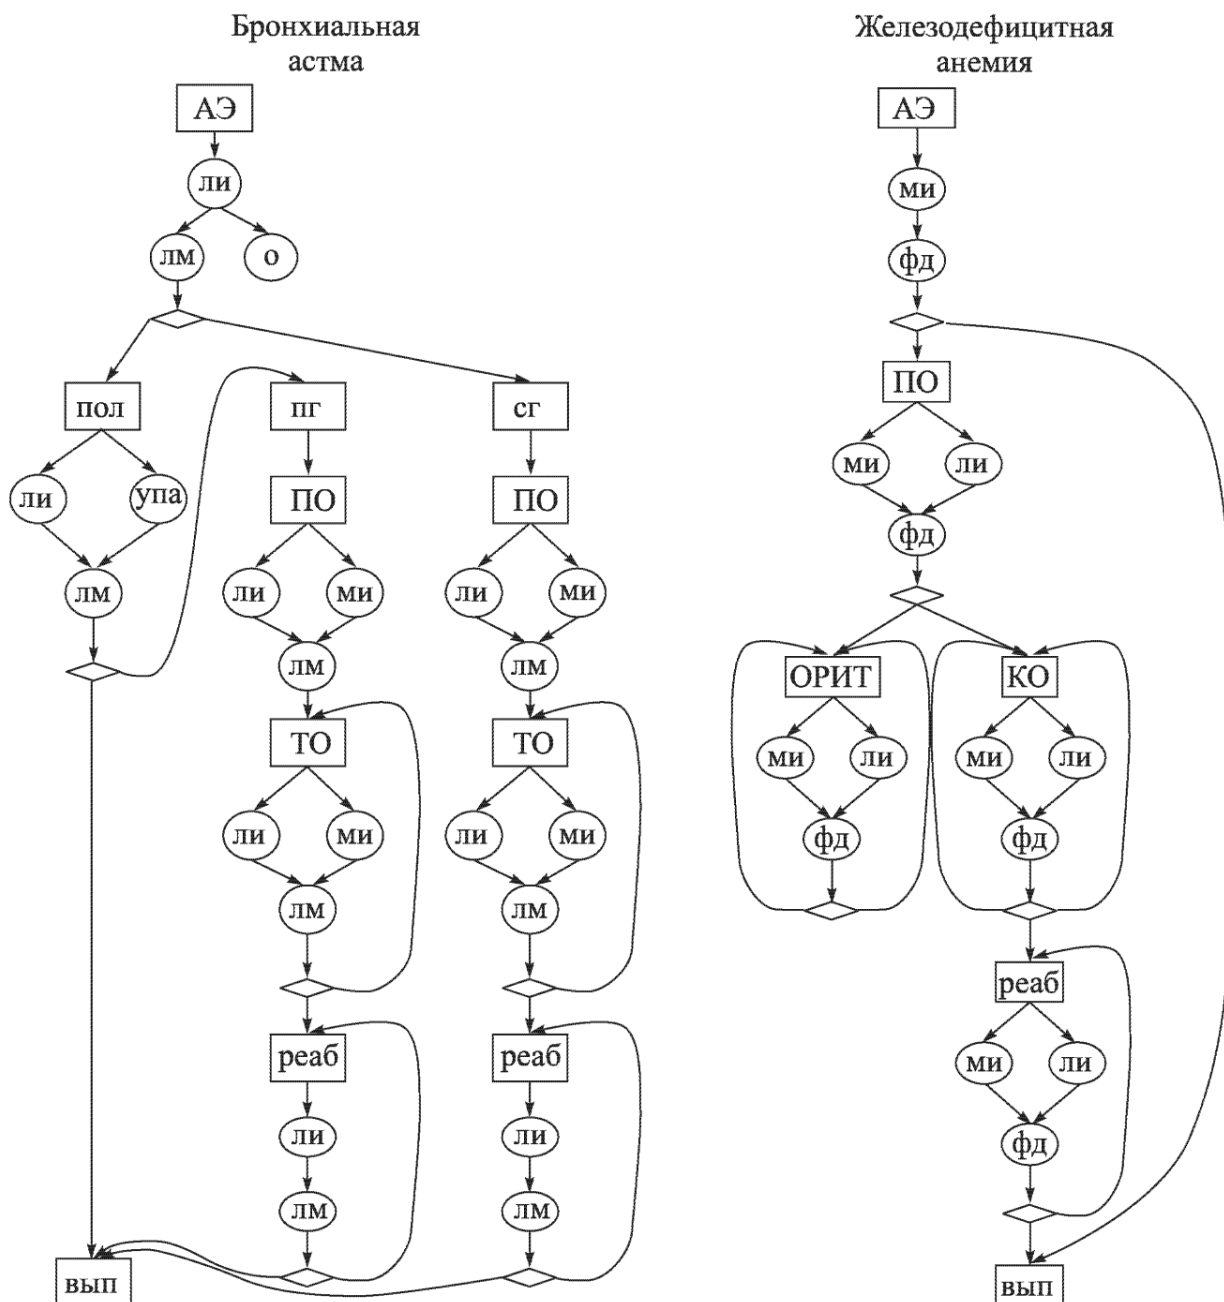 Бронхиальная
астма
АЭ
ли
лм
о
пол
пг
сг
ли
упа
ПО
ПО
лм
ли
ми
ли
ми
лм
лм
ТО
ТО
ли
ми
ли
ми
лм
лм
реаб
реаб
ли
ли
лм
лм
вып
Железодефицитная
анемия
АЭ
ми
фд
ПО
ми
ли
фд
ОРИТ
КО
ми
ли
ми
ли
фд
фд
реаб
ми
ли
фд
вып